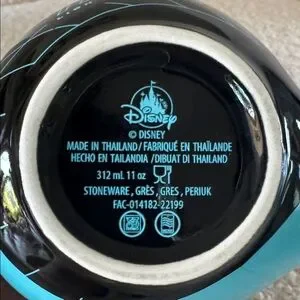 Disney
© DISNEY
MADE IN THAILAND/FABRIQUÉ EN THAÏLANDE
HECHO EN TAILANDIA/DIBUAT DI THAILAND
312 mL 11 oz
STONEWARE, GRÈS, GRES, PERIUK
FAC-014182-22199